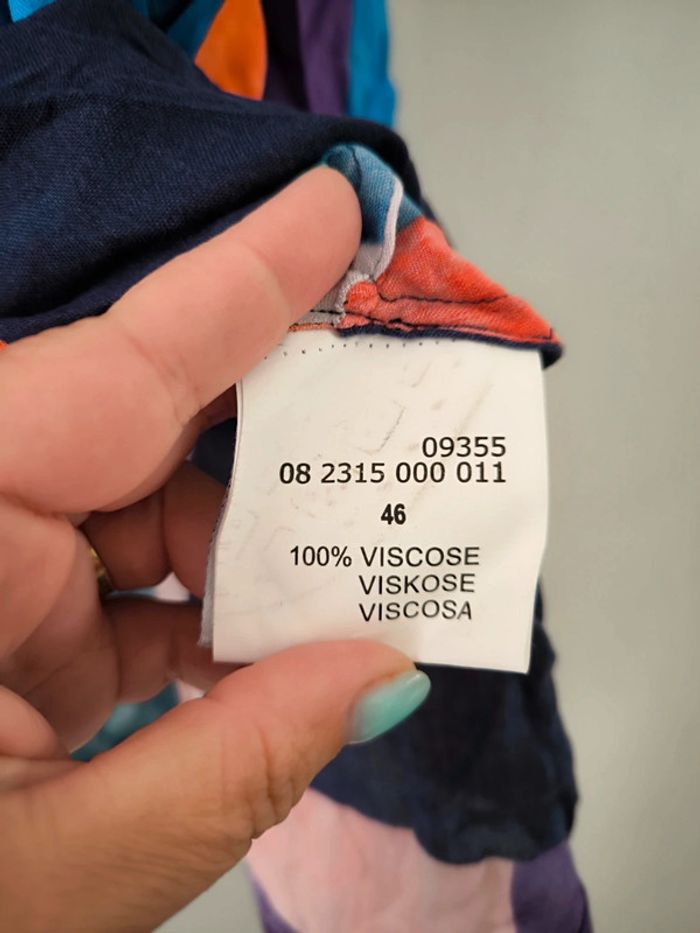 09355
08 2315 000 011
46
100% VISCOSE
VISKOSE
VISCOSA